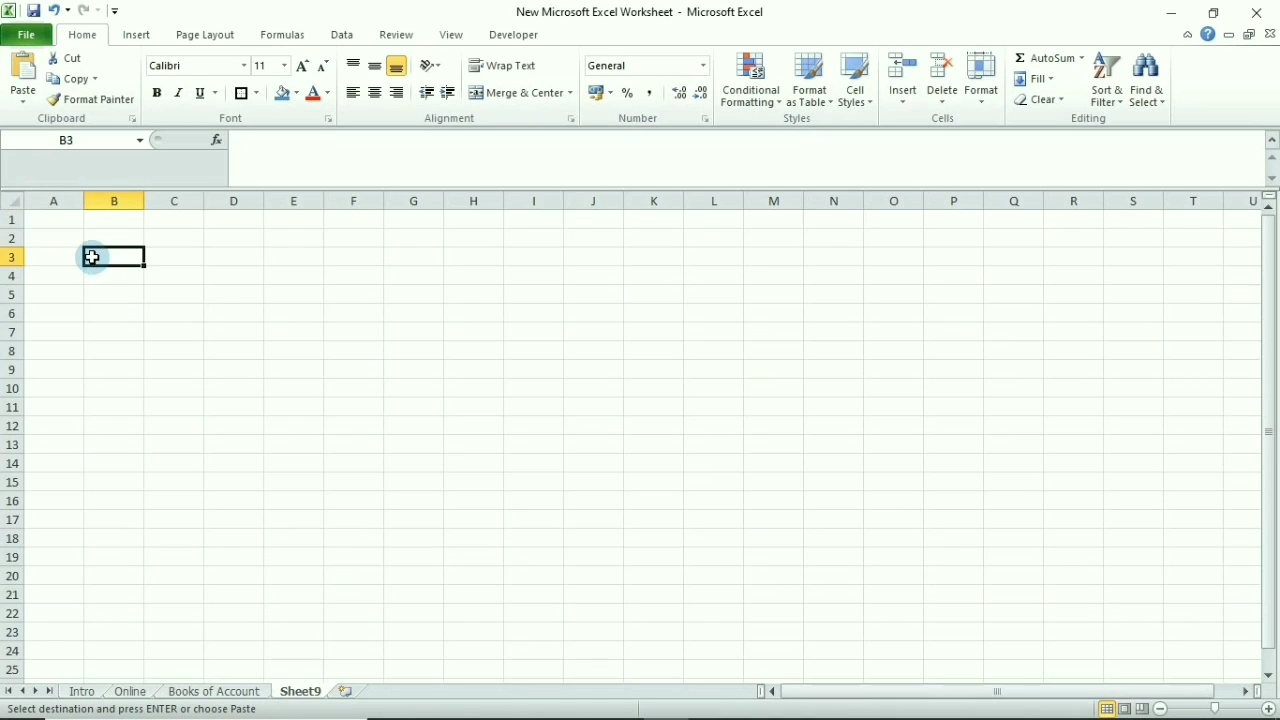 New Microsoft Excel Worksheet - Microsoft Excel
File Home Insert Page Layout Formulas Data Review View Developer
Paste Cut Copy Format Painter
Calibri 11
B I U
Wrap Text
Merge & Center
General
%
Conditional Formatting
Format as Table
Cell Styles
Insert Delete Format
Σ AutoSum
Fill
Clear
Sort & Filter
Find & Select
Clipboard Font Alignment Number Styles Cells Editing
B3 fx
A B C D E F G H I J K L M N O P Q R S T U
1
2
3
4
5
6
7
8
9
10
11
12
13
14
15
16
17
18
19
20
21
22
23
24
25
Intro Online Books of Account Sheet9
Select destination and press ENTER or choose Paste